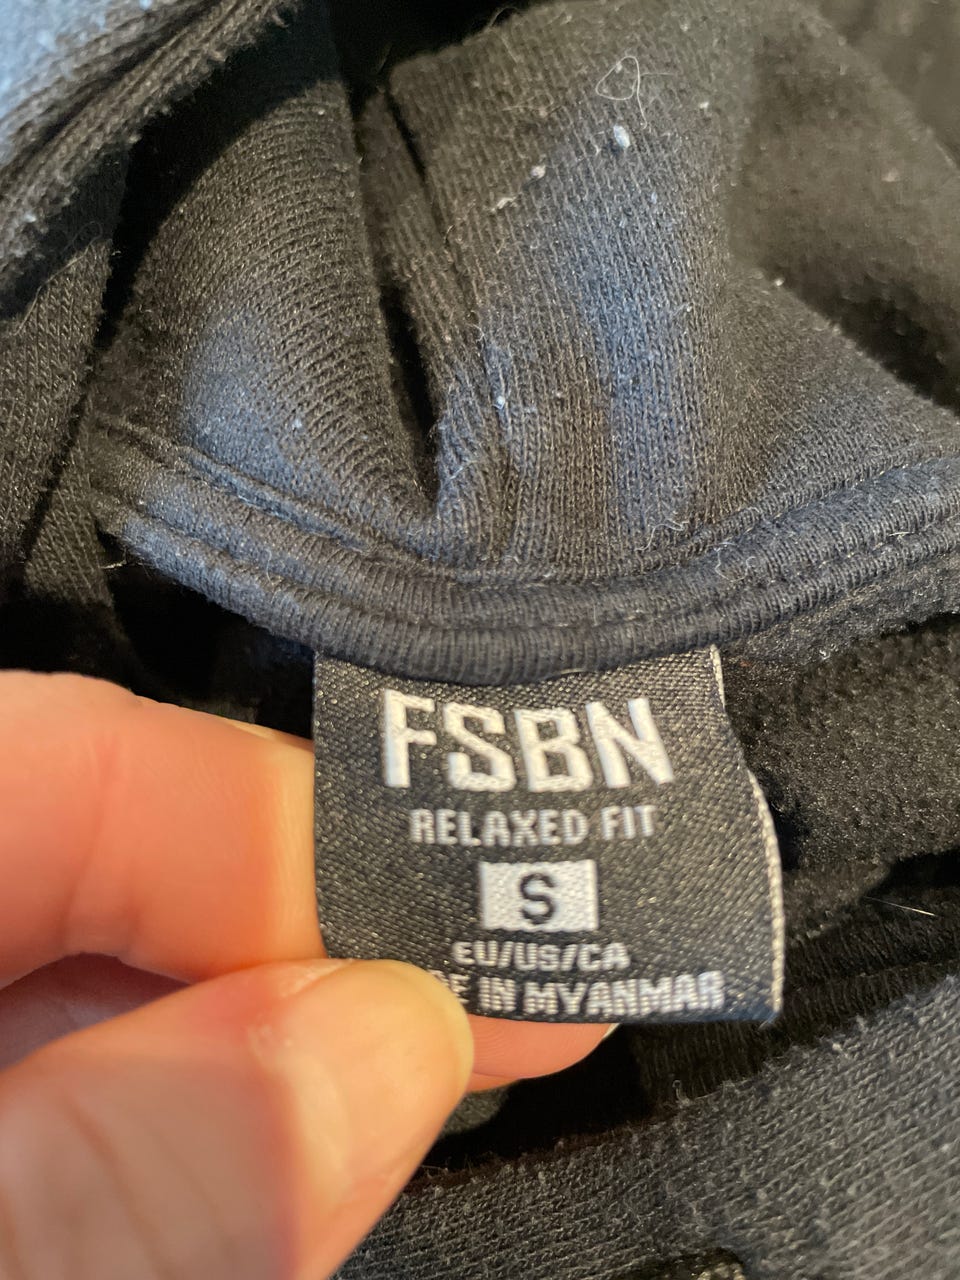 FSBN
RELAXED FIT
S
EU/US/CA
IN MYANMAR